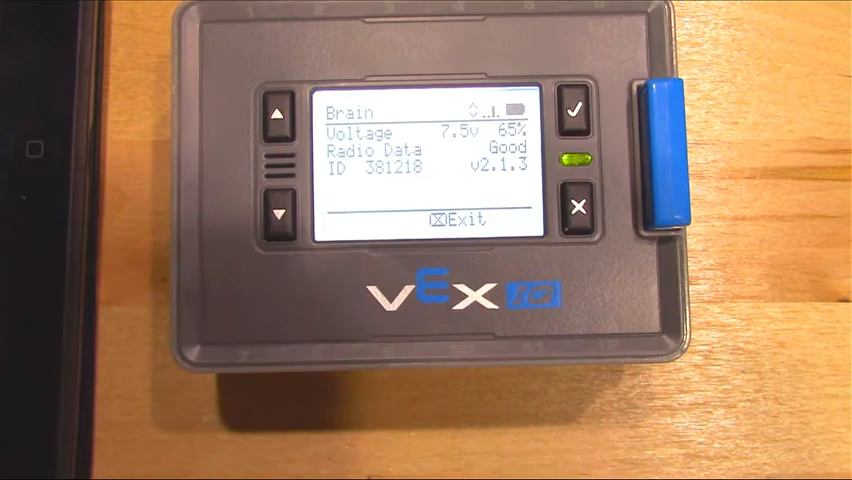 Brain
Voltage 7.5v 65%
Radio Data Good
ID 381218 v2.1.3
Exit
VEX IQ